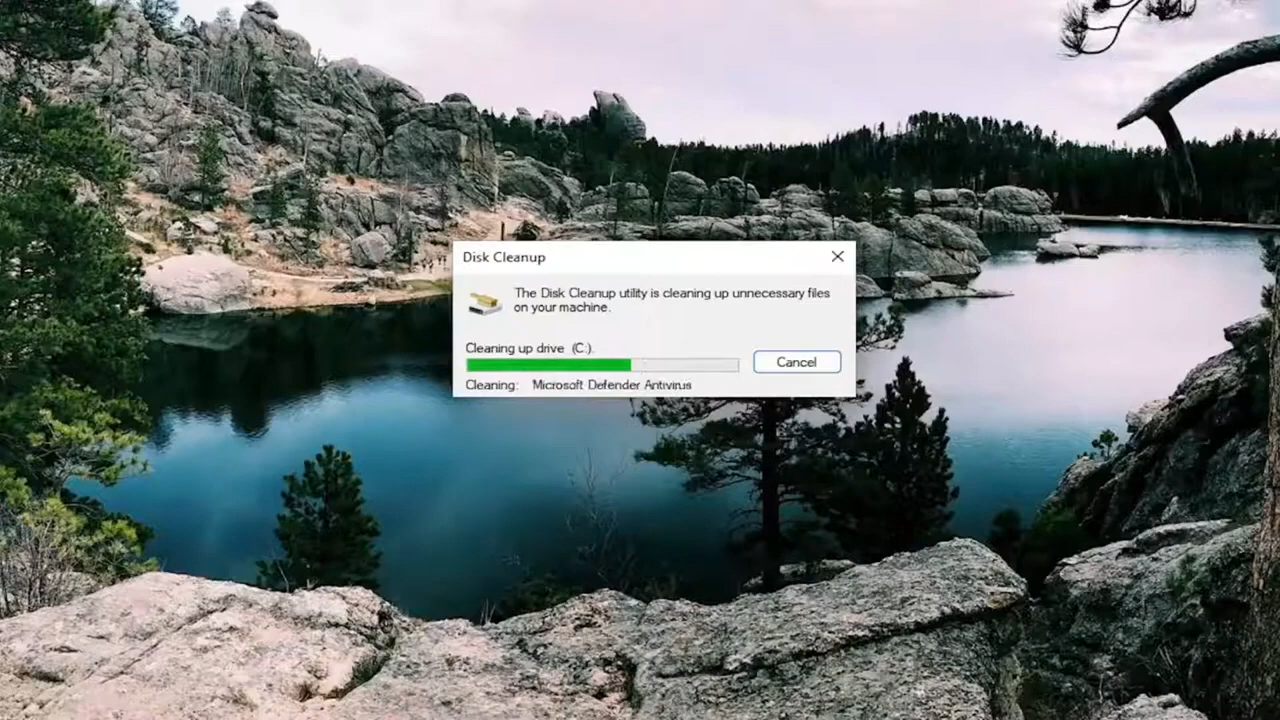 Disk Cleanup
The Disk Cleanup utility is cleaning up unnecessary files
on your machine.
Cleaning up drive (C:).
Cancel
Cleaning: Microsoft Defender Antivirus